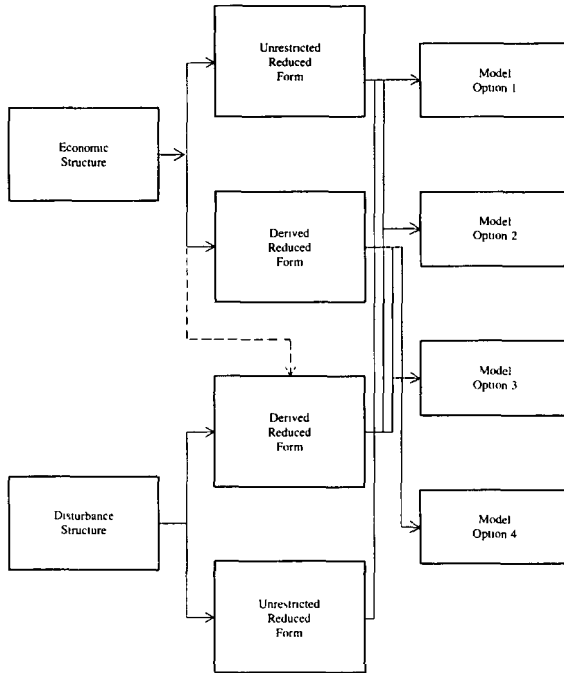 Economic
Structure
Disturbance
Structure
Unrestricted
Reduced
Form
Derived
Reduced
Form
Derived
Reduced
Form
Unrestricted
Reduced
Form
Model
Option 1
Model
Option 2
Model
Option 3
Model
Option 4